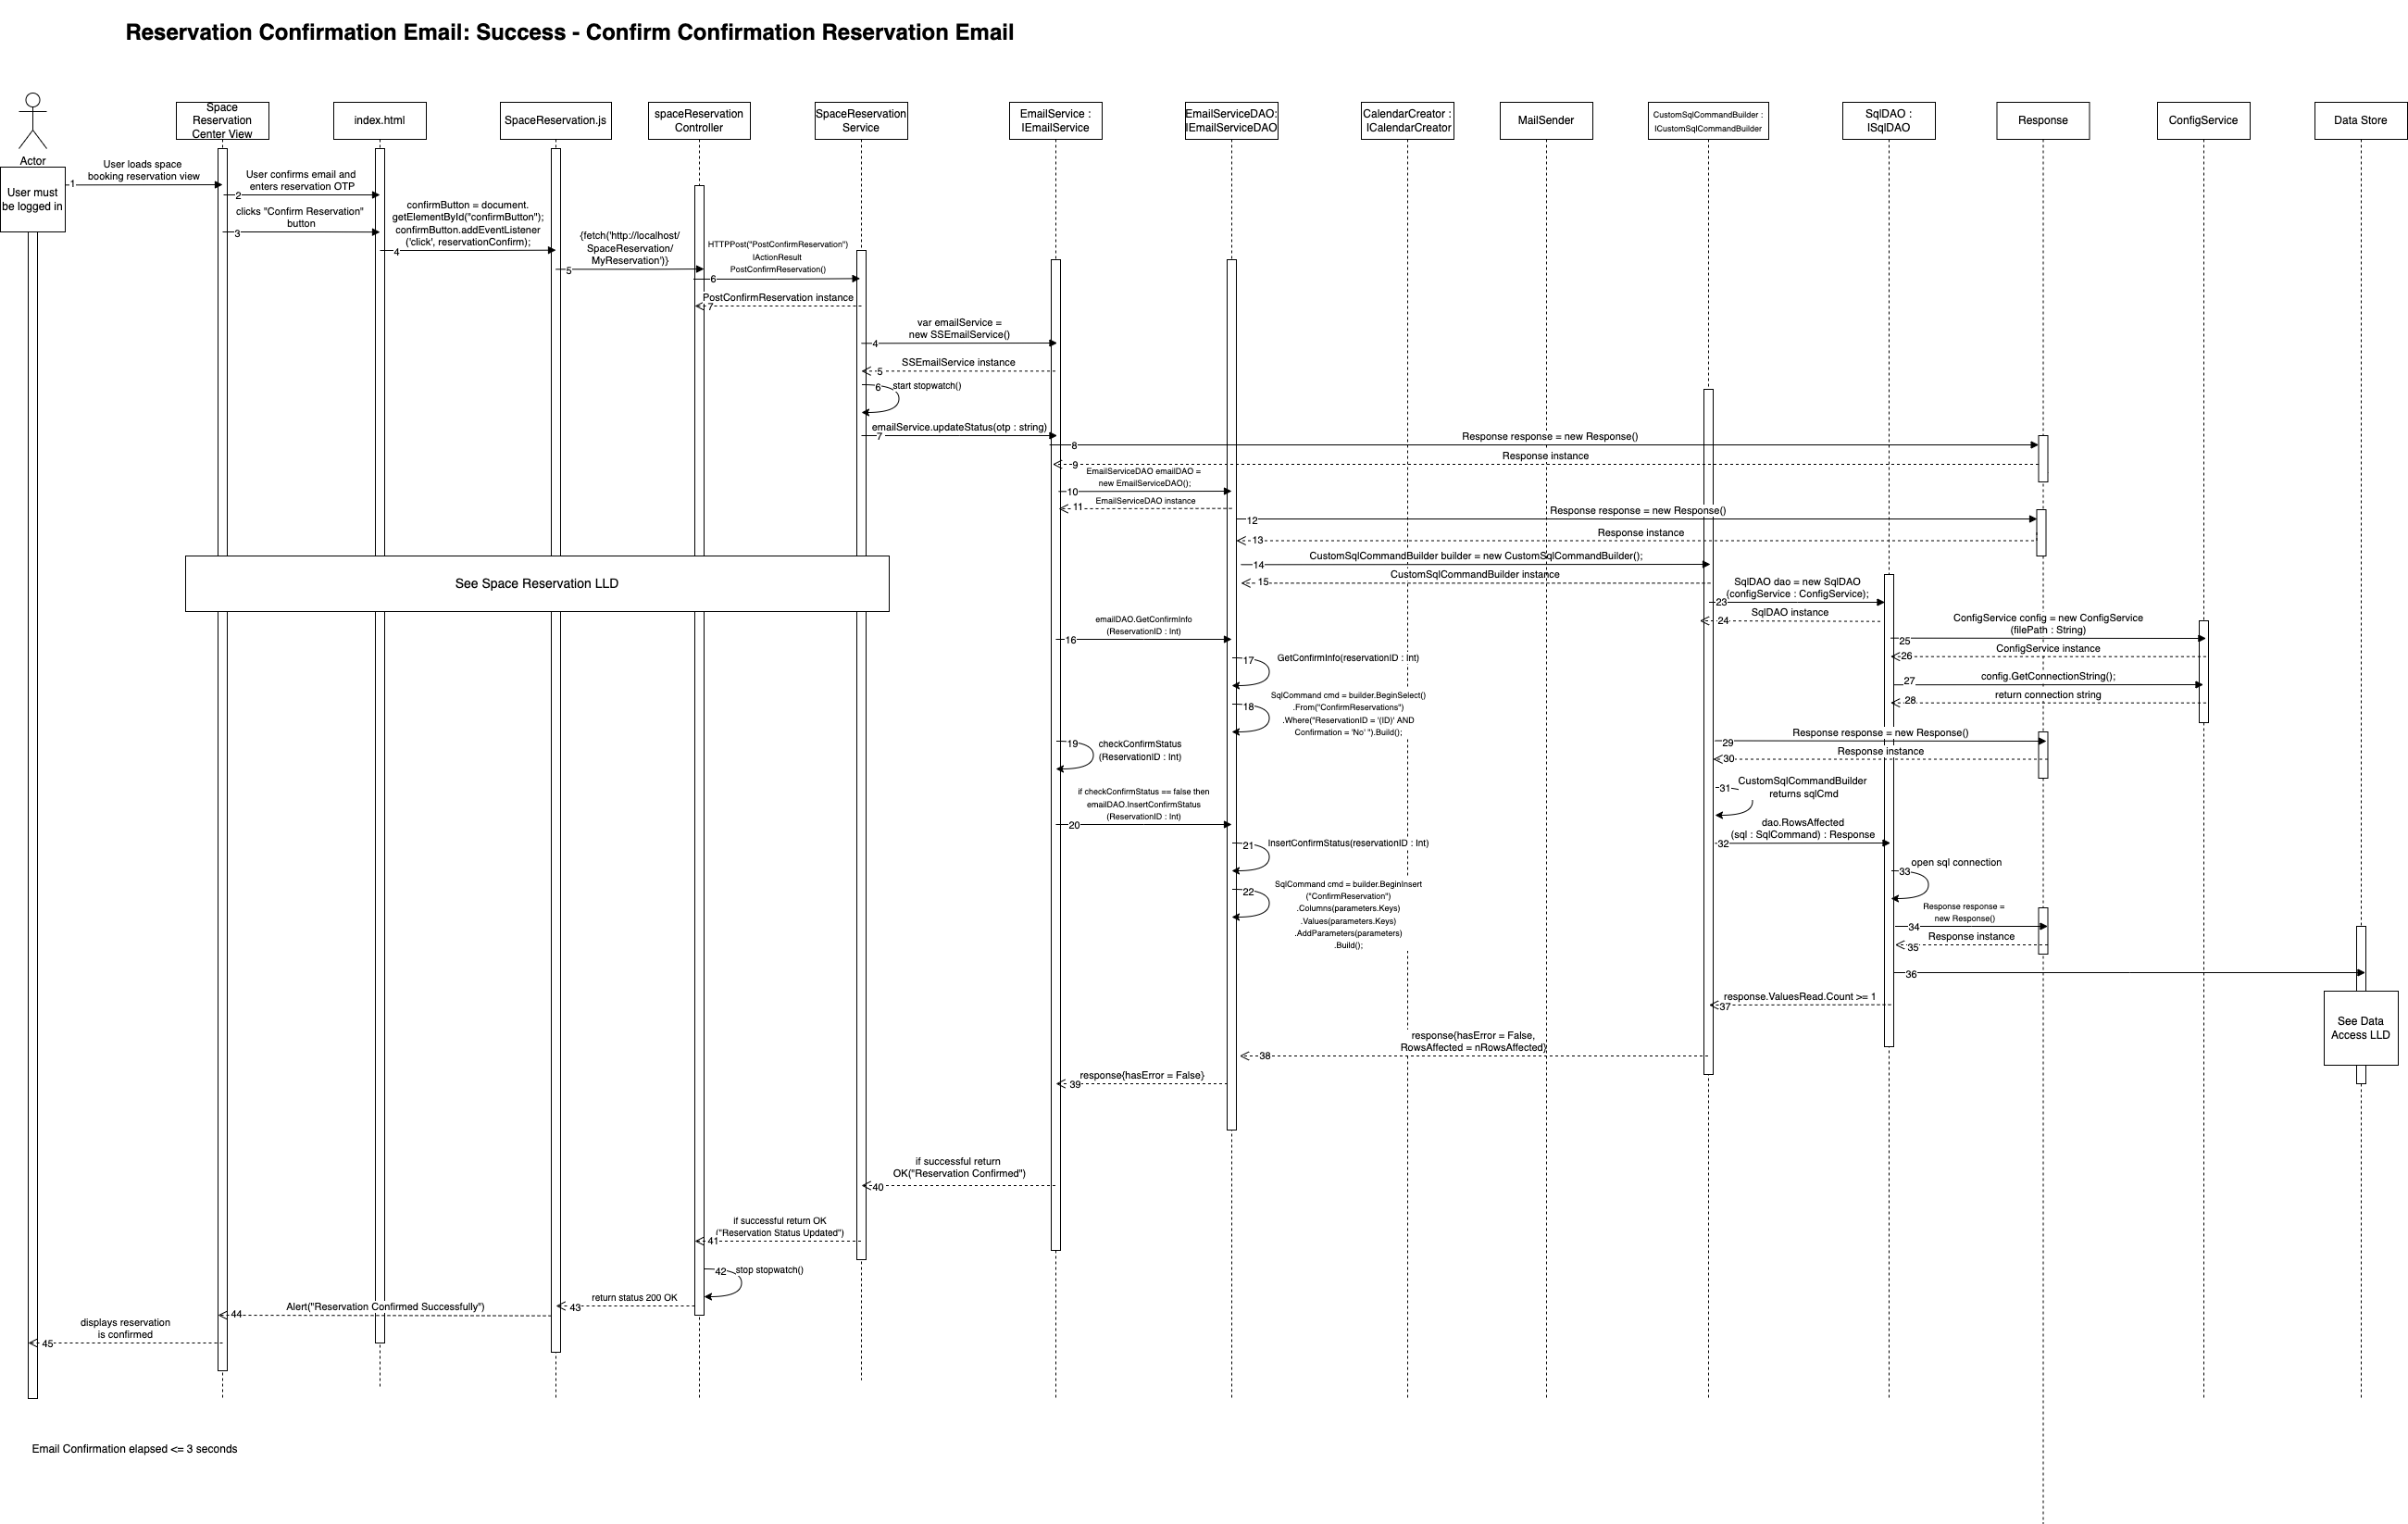 Reservation Confirmation Email: Success - Confirm Confirmation Reservation Email
Actor
User must
be logged in
Space
Reservation
Center View
index.html
SpaceReservation.js
spaceReservation
Controller
SpaceReservation
Service
EmailService :
IEmailService
EmailServiceDAO:
IEmailServiceDAO
CalendarCreator :
ICalendarCreator
MailSender
CustomSqlCommandBuilder :
ICustomSqlCommandBuilder
SqlDAO :
ISqlDAO
Response
ConfigService
Data Store
User loads space
booking reservation view
1
User confirms email and
enters reservation OTP
2
clicks "Confirm Reservation"
button
3
confirmButton = document.
getElementById("confirmButton");
confirmButton.addEventListener
('click', reservationConfirm);
4
{fetch('http://localhost/
SpaceReservation/
MyReservation')}
5
HTTPPost("PostConfirmReservation")
IActionResult
PostConfirmReservation()
6
PostConfirmReservation instance
7
var emailService =
new SSEmailService()
4
SSEmailService instance
5
6
start stopwatch()
emailService.updateStatus(otp : string)
7
Response response = new Response()
8
Response instance
9
EmailServiceDAO emailDAO =
new EmailServiceDAO();
10
EmailServiceDAO instance
11
Response response = new Response()
12
Response instance
13
CustomSqlCommandBuilder builder = new CustomSqlCommandBuilder();
14
CustomSqlCommandBuilder instance
15
See Space Reservation LLD
SqlDAO dao = new SqlDAO
(configService : ConfigService);
23
SqlDAO instance
24
ConfigService config = new ConfigService
(filePath : String)
25
ConfigService instance
26
config.GetConnectionString();
27
return connection string
28
emailDAO.GetConfirmInfo
(ReservationID : Int)
16
17
GetConfirmInfo(reservationID : Int)
18
SqlCommand cmd = builder.BeginSelect()
.From("ConfirmReservations")
.Where("ReservationID = '(ID)' AND
Confirmation = 'No' ").Build();
19
checkConfirmStatus
(ReservationID : Int)
Response response = new Response()
29
Response instance
30
31
CustomSqlCommandBuilder
returns sqlCmd
if checkConfirmStatus == false then
emailDAO.InsertConfirmStatus
(ReservationID : Int)
20
dao.RowsAffected
(sql : SqlCommand) : Response
32
21
InsertConfirmStatus(reservationID : Int)
33
open sql connection
22
SqlCommand cmd = builder.BeginInsert
("ConfirmReservation")
.Columns(parameters.Keys)
.Values(parameters.Keys)
.AddParameters(parameters)
.Build();
Response response =
new Response()
34
Response instance
35
36
response.ValuesRead.Count >= 1
37
See Data
Access LLD
response{hasError = False,
RowsAffected = nRowsAffected}
38
response{hasError = False}
39
if successful return
OK("Reservation Confirmed")
40
if successful return OK
("Reservation Status Updated")
41
42
stop stopwatch()
return status 200 OK
43
Alert("Reservation Confirmed Successfully")
44
displays reservation
is confirmed
45
Email Confirmation elapsed <= 3 seconds